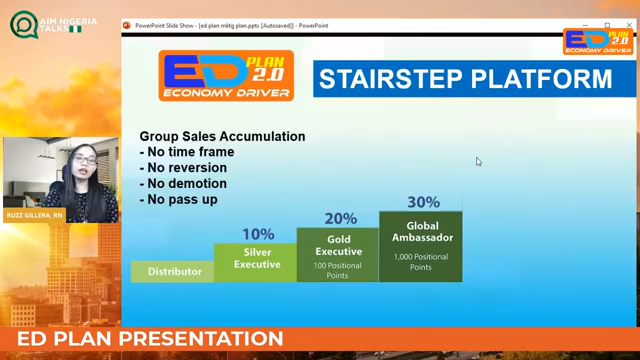 AIM NIGERIA
TALKS
PowerPoint Slide Show - [ed plan mktg plan.pptx [Autosaved]] - PowerPoint
ED PLAN 2.0
ECONOMY DRIVER
ED PLAN 2.0
ECONOMY DRIVER
STAIRSTEP PLATFORM
Group Sales Accumulation
- No time frame
- No reversion
- No demotion
- No pass up
30%
20%
10%
Global
Ambassador
1,000 Positional
Points
Gold
Executive
100 Positional
Points
Silver
Executive
Distributor
RUZZ GILLERA, RN
ED PLAN PRESENTATION